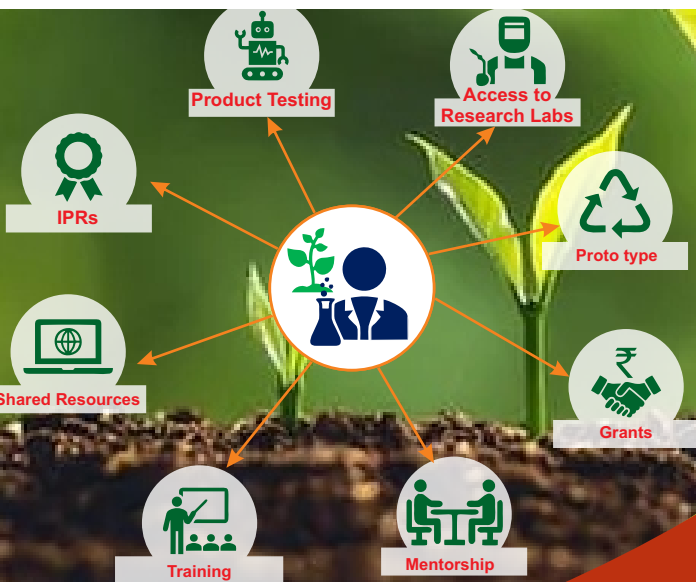 Product Testing
Access to
Research Labs
IPRs
Proto type
Shared Resources
₹
Grants
Training
Mentorship